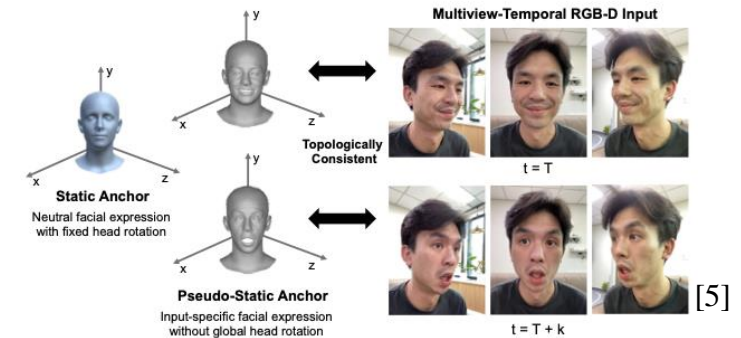 Multiview-Temporal RGB-D Input
y
x
z
y
x
z
Topologically
Consistent
t = T
Static Anchor
Neutral facial expression
with fixed head rotation
y
x
z
Pseudo-Static Anchor
Input-specific facial expression
without global head rotation
t = T + k
[5]